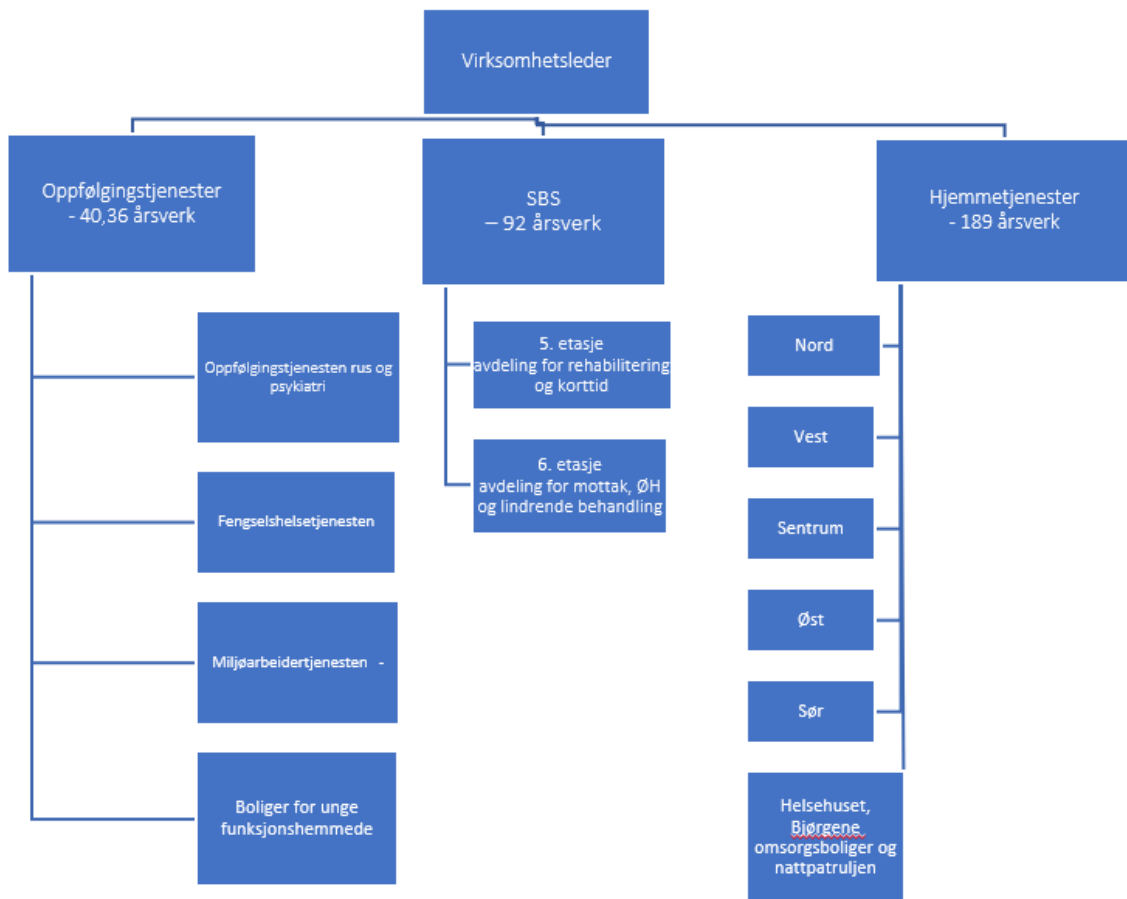 Virksomhetsleder
Oppfølgingstjenester
- 40,36 årsverk
SBS
– 92 årsverk
Hjemmetjenester
- 189 årsverk
Oppfølgingstjenesten rus og
psykiatri
Fengselshelsetjenesten
Miljøarbeidertjenesten -
Boliger for unge
funksjonshemmede
5. etasje
avdeling for rehabilitering
og korttid
6. etasje
avdeling for mottak, ØH
og lindrende behandling
Nord
Vest
Sentrum
Øst
Sør
Helsehuset,
Bjørgene
omsorgsboliger og
nattpatruljen